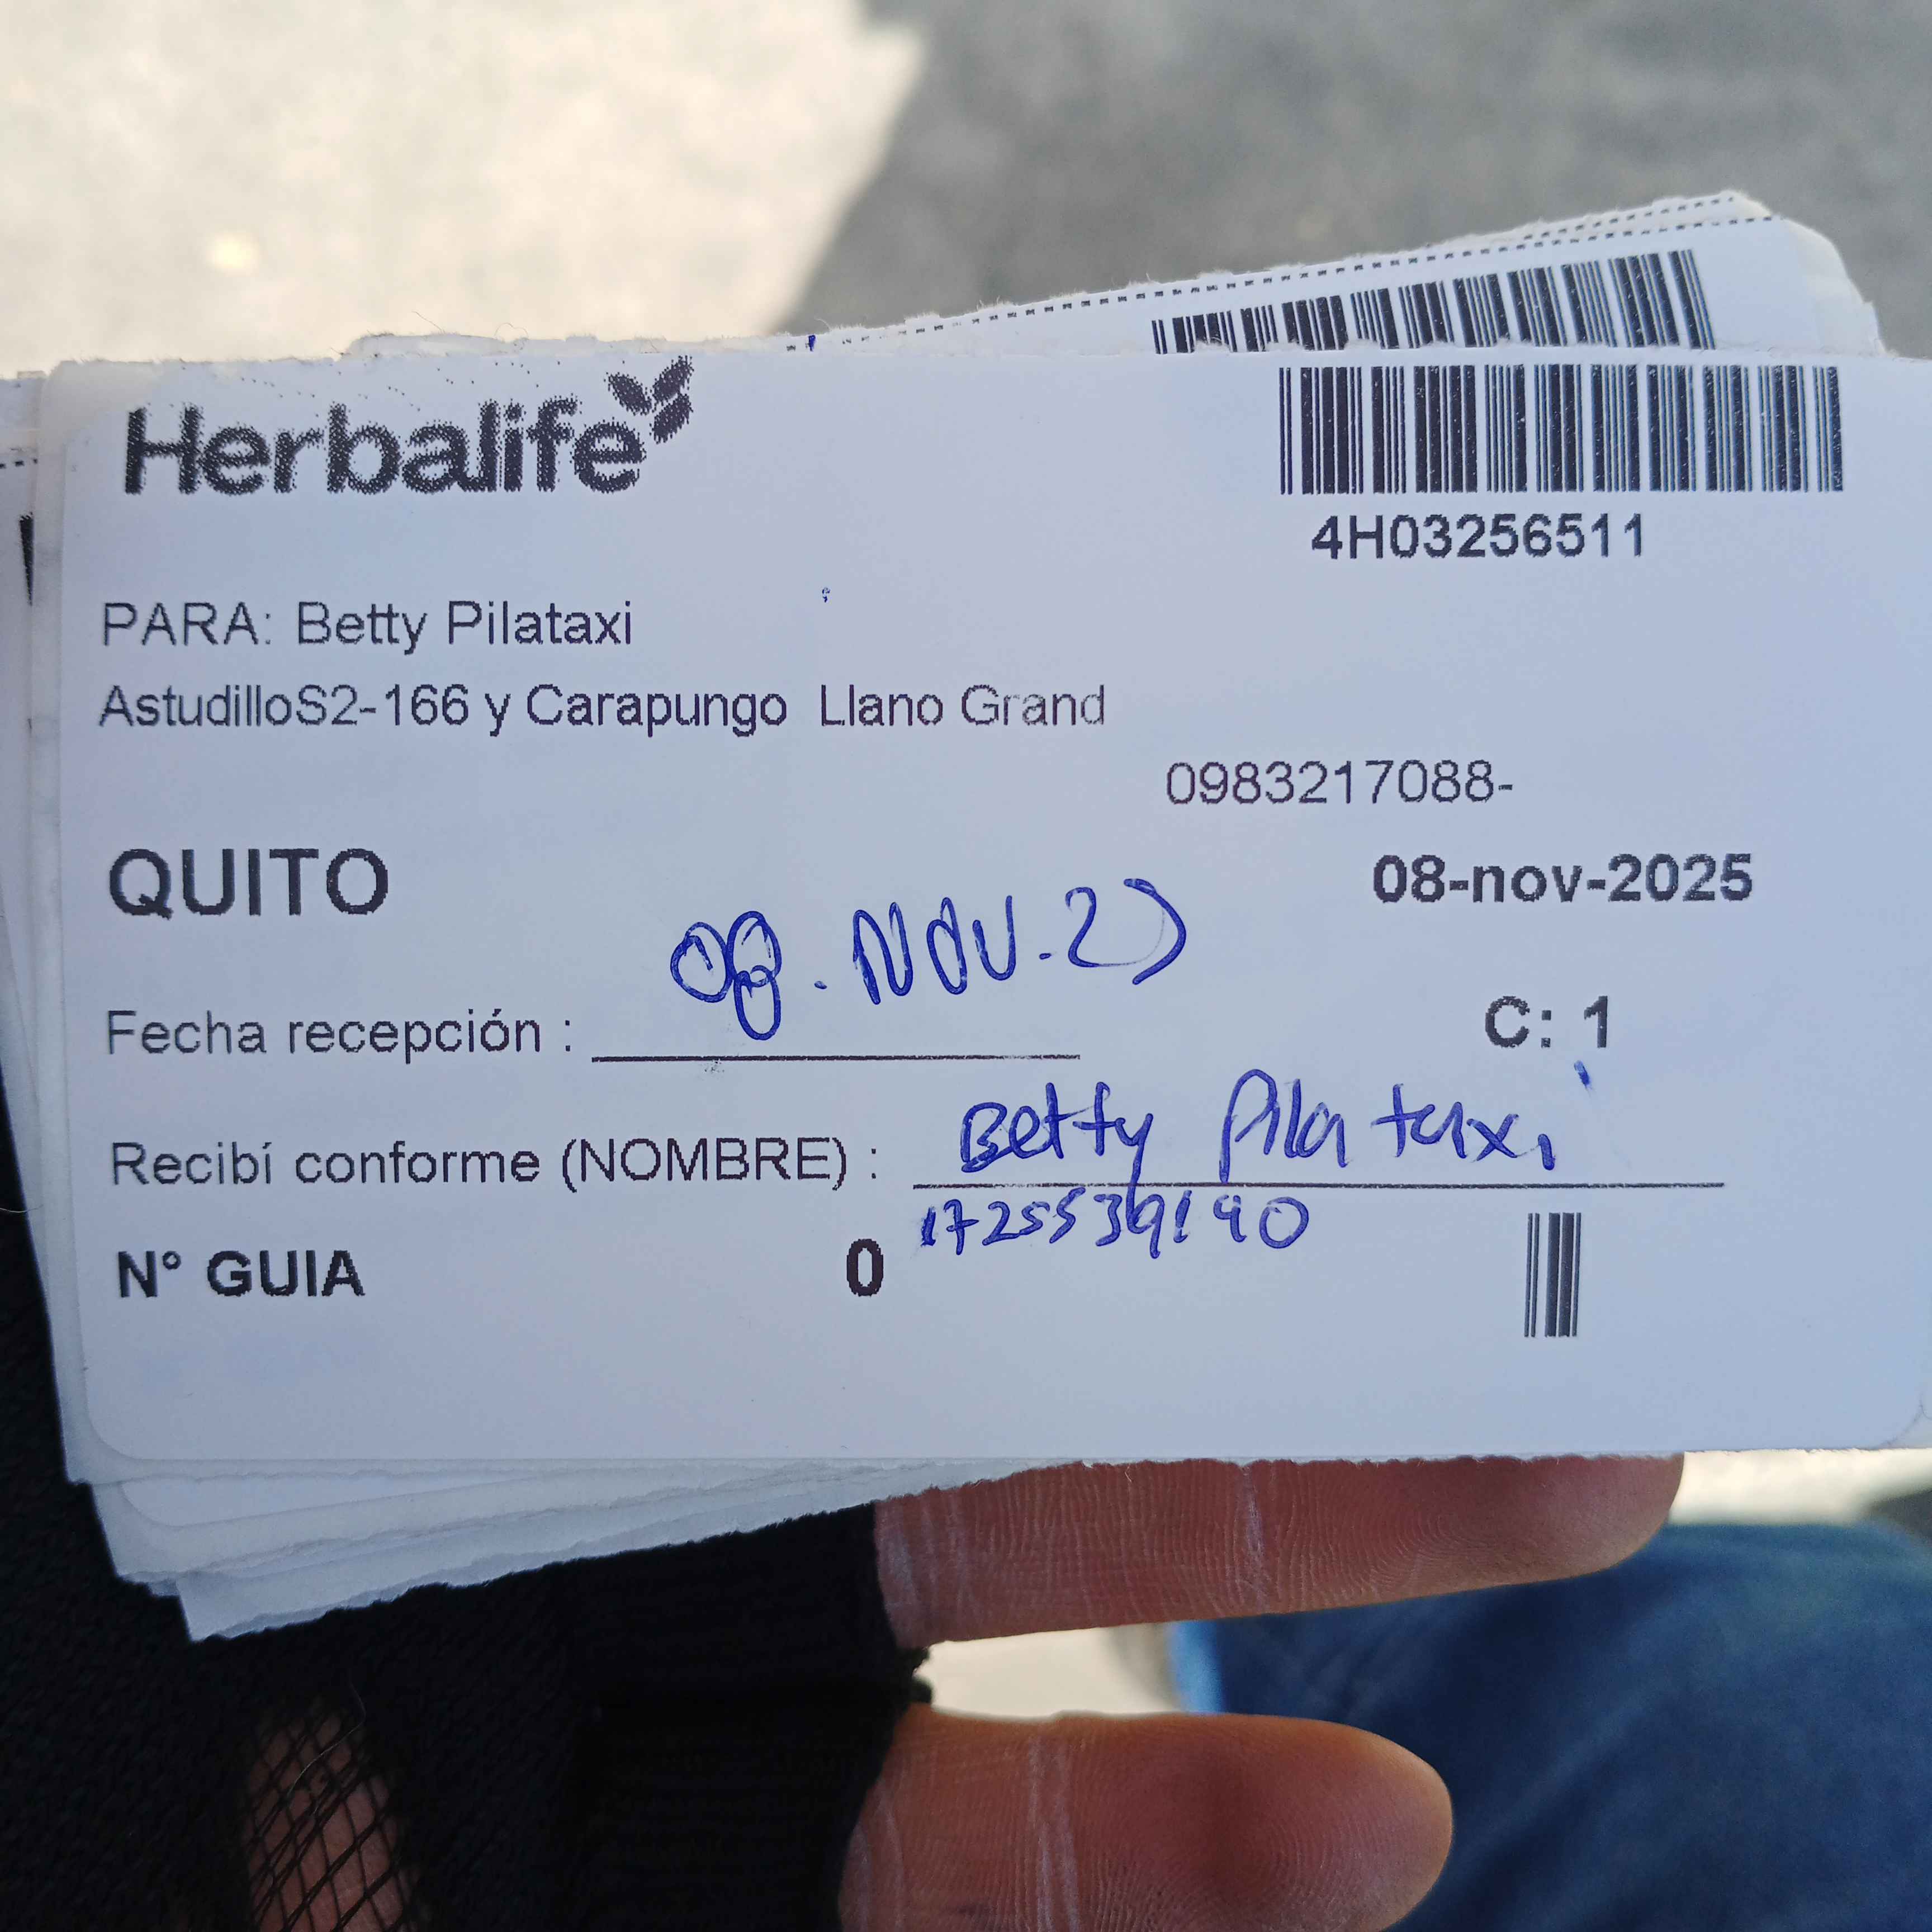 Herbalife
4H03256511
PARA: Betty Pilataxi
AstudilloS2-166 y Carapungo Llano Grand
0983217088-
QUITO
08-nov-2025
08.NOV.25
Fecha recepción :
C: 1
Recibí conforme (NOMBRE) : Betty Pilataxi
1725539190
N° GUIA 0